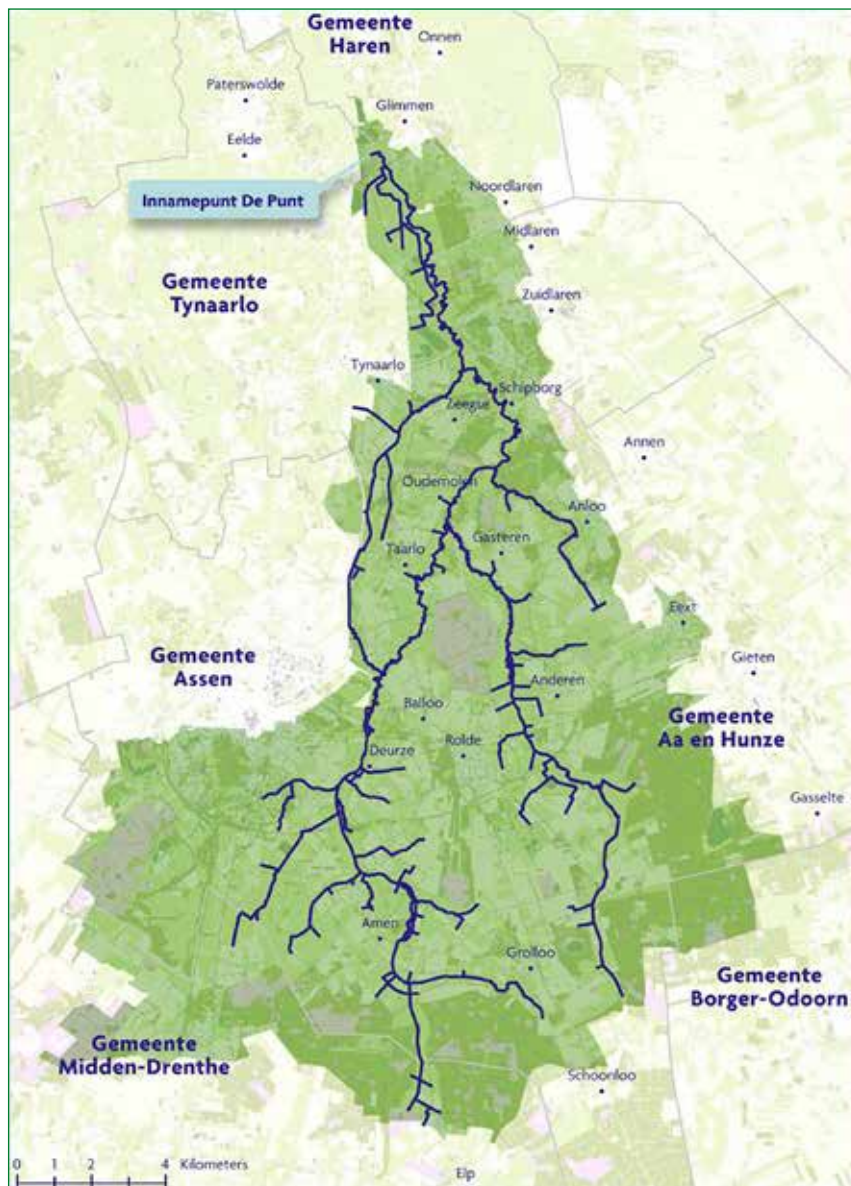 Gemeente
Haren
Onnen
Paterswolde
Glimmen
Eelde
Noordlaren
Innamepunt De Punt
Midlaren
Gemeente
Tynaarlo
Zuidlaren
Tynaarlo
Schipborg
Zeegse
Annen
Oudemolen
Anloo
Gasteren
Taarlo
Eext
Gemeente
Assen
Gieten
Anderen
Balloo
Gemeente
Aa en Hunze
Rolde
Deurze
Gasselte
Amen
Grolloo
Gemeente
Borger-Odoorn
Gemeente
Midden-Drenthe
Schoonloo
0 1 2 4 Kilometers
Elp